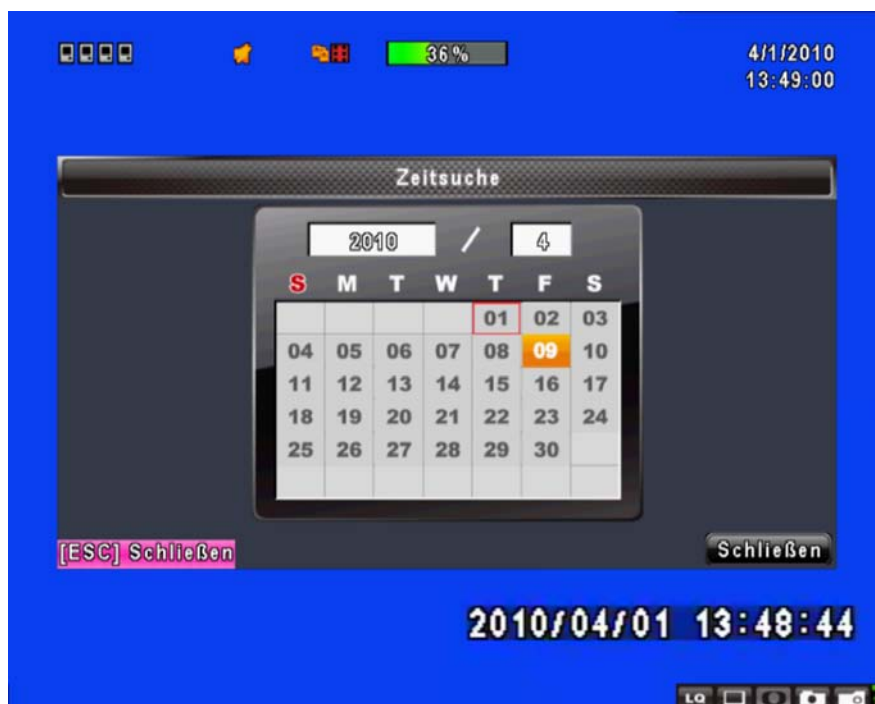 36%
4/1/2010
13:49:00
Zeitsuche
2010 / 4
S M T W T F S
01 02 03
04 05 06 07 08 09 10
11 12 13 14 15 16 17
18 19 20 21 22 23 24
25 26 27 28 29 30
[ESC] Schließen
Schließen
2010/04/01 13:48:44
LQ